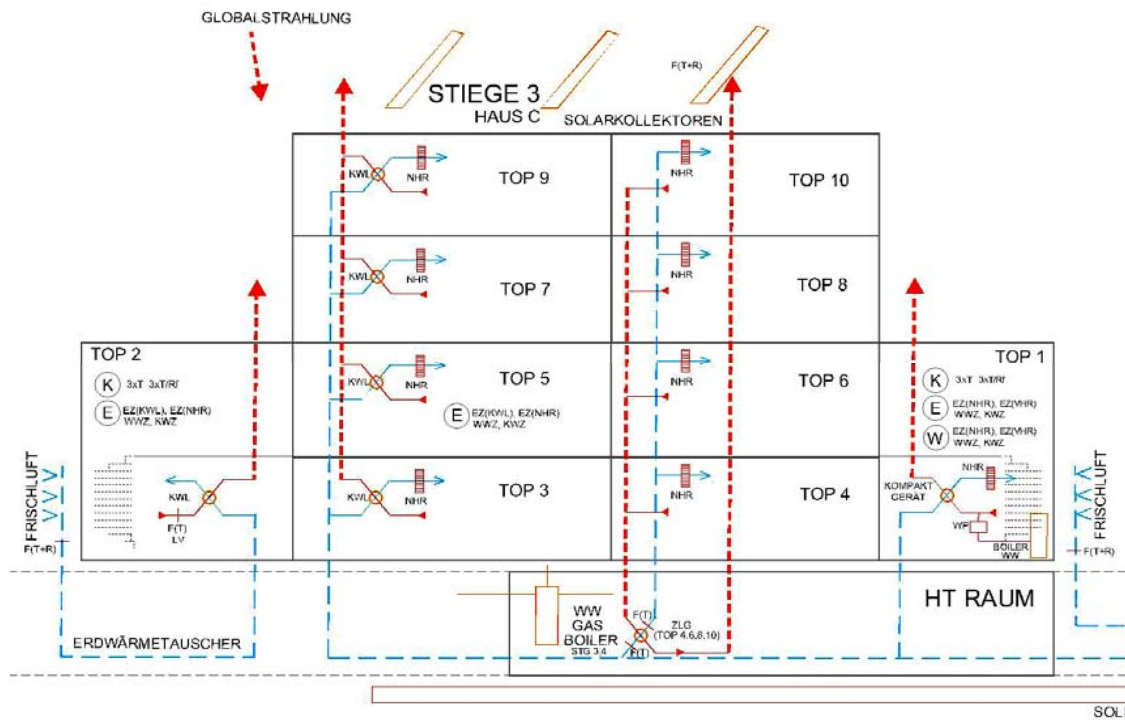 GLOBALSTRAHLUNG
F(T+R)
STIEGE 3
HAUS C
SOLARKOLLEKTOREN
KWL
NHR
TOP 9
NHR
TOP 10
KWL
NHR
TOP 7
NHR
TOP 8
TOP 2
K 3xT 3xT/Rf
E EZ(KWL), EZ(NHR)
WWZ, KWZ
KWL
NHR
TOP 5
E EZ(KWL), EZ(NHR)
WWZ, KWZ
NHR
TOP 6
TOP 1
K 3xT 3xT/Rf
E EZ(NHR), EZ(VHR)
WWZ, KWZ
W EZ(NHR), EZ(VHR)
WWZ, KWZ
FRISCHLUFT
F(T+R)
KWL
F(T)
LV
KWL
NHR
TOP 3
NHR
TOP 4
KOMPAKT
GERÄT
NHR
WP
BOILER
WW
FRISCHLUFT
F(T+R)
ERDWÄRMETAUSCHER
WW
GAS
BOILER
STG 3,4
F(T)
F(T)
ZLG
(TOP 4,6,8,10)
HT RAUM
SOL